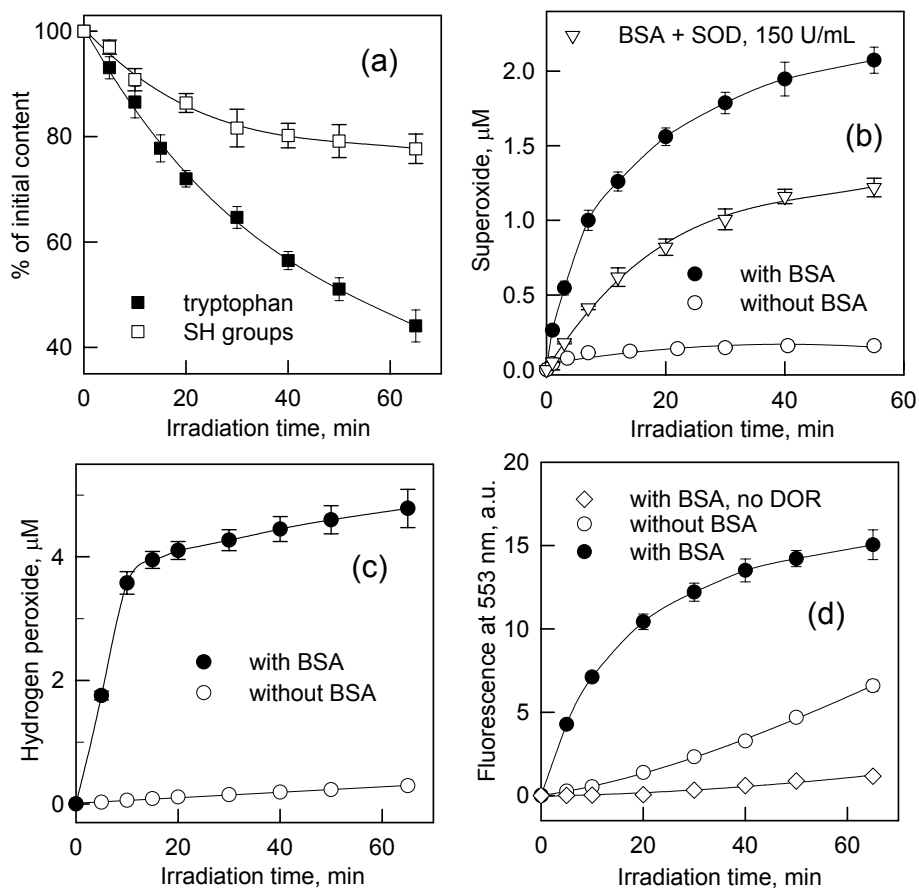 (a)
% of initial content
100
80
60
40
tryptophan
SH groups
0 20 40 60
Irradiation time, min
(b)
BSA + SOD, 150 U/mL
Superoxide, μM
2.0
1.5
1.0
0.5
0.0
with BSA
without BSA
0 20 40 60
Irradiation time, min
(c)
Hydrogen peroxide, μM
4
2
0
with BSA
without BSA
0 20 40 60
Irradiation time, min
(d)
Fluorescence at 553 nm, a.u.
20
15
10
5
0
with BSA, no DOR
without BSA
with BSA
0 20 40 60
Irradiation time, min